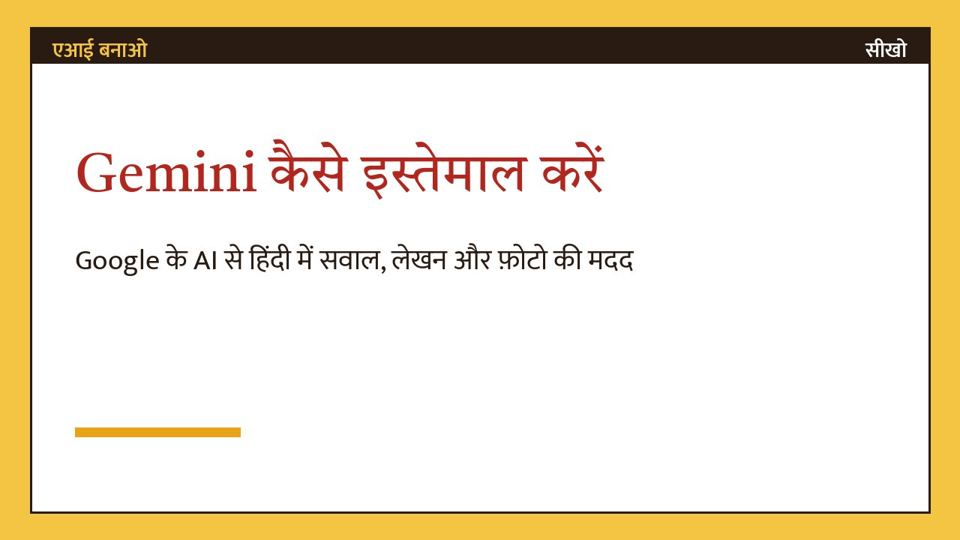 एआई बनाओ
सीखो
Gemini कैसे इस्तेमाल करें
Google के AI से हिंदी में सवाल, लेखन और फ़ोटो की मदद